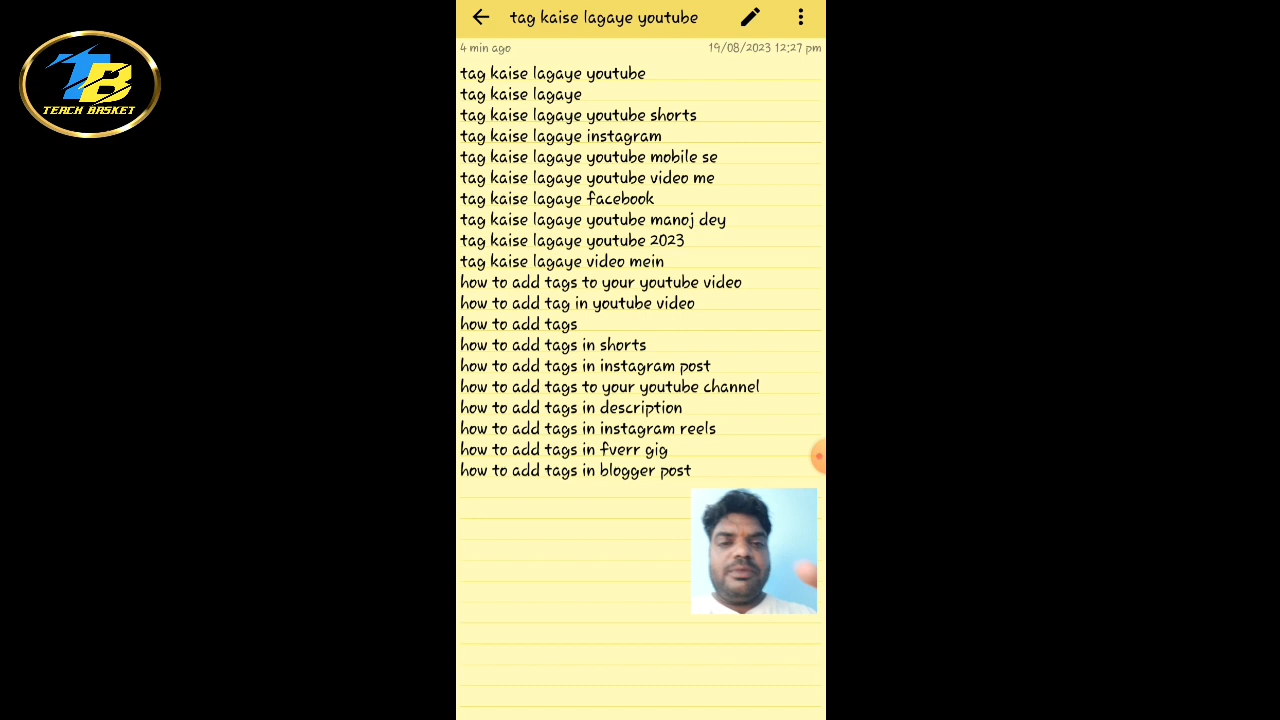 TB
TEACH BASKET
tag kaise lagaye youtube
4 min ago 19/08/2023 12:27 pm
tag kaise lagaye youtube
tag kaise lagaye
tag kaise lagaye youtube shorts
tag kaise lagaye instagram
tag kaise lagaye youtube mobile se
tag kaise lagaye youtube video me
tag kaise lagaye facebook
tag kaise lagaye youtube manoj dey
tag kaise lagaye youtube 2023
tag kaise lagaye video mein
how to add tags to your youtube video
how to add tag in youtube video
how to add tags
how to add tags in shorts
how to add tags in instagram post
how to add tags to your youtube channel
how to add tags in description
how to add tags in instagram reels
how to add tags in fverr gig
how to add tags in blogger post